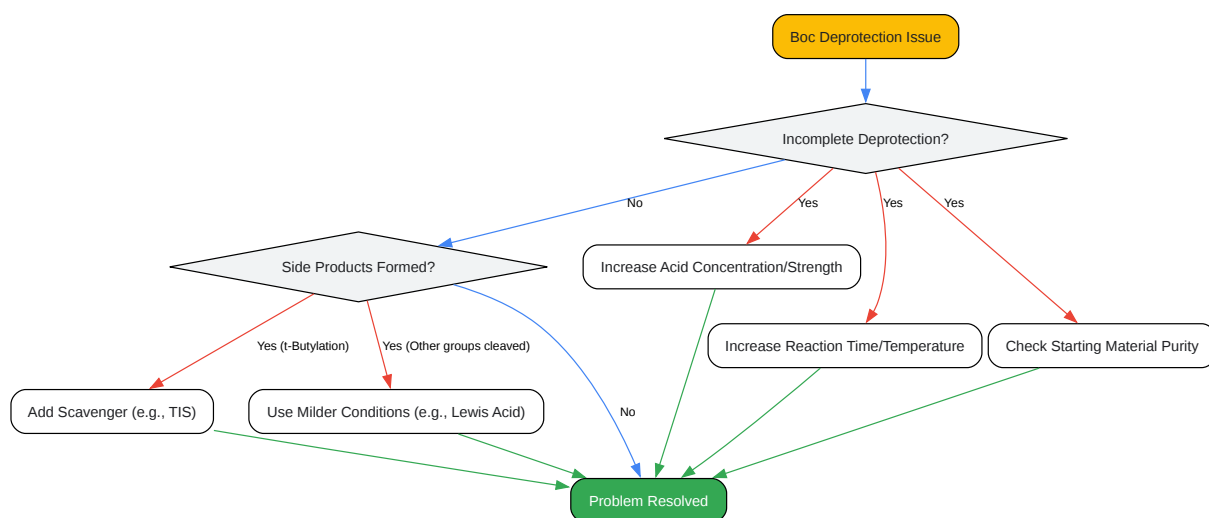 Boc Deprotection Issue
Incomplete Deprotection?
No
Yes
Yes
Yes
Side Products Formed?
Increase Acid Concentration/Strength
Yes (t-Butylation)
Yes (Other groups cleaved)
Increase Reaction Time/Temperature
Check Starting Material Purity
Add Scavenger (e.g., TIS)
Use Milder Conditions (e.g., Lewis Acid)
No
Problem Resolved